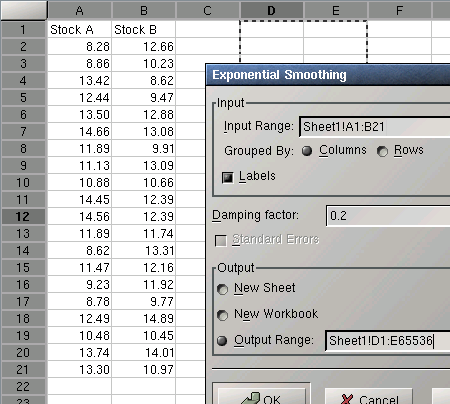 A B C D E F
1 Stock A Stock B
2 8.28 12.66
3 8.86 10.23
4 13.42 8.62
5 12.44 9.47
6 13.50 12.88
7 14.66 13.08
8 11.89 9.91
9 11.13 13.09
10 10.88 10.66
11 14.45 12.39
12 14.56 12.39
13 11.89 11.74
14 8.62 13.31
15 11.47 12.16
16 9.23 11.92
17 8.78 9.77
18 12.49 14.89
19 10.48 10.45
20 13.74 14.01
21 13.30 10.97
22
23
Exponential Smoothing
Input
Input Range: Sheet1!A1:B21
Grouped By: Columns Rows
Labels
Damping factor: 0.2
Standard Errors
Output
New Sheet
New Workbook
Output Range: Sheet1!D1:E65536
OK Cancel